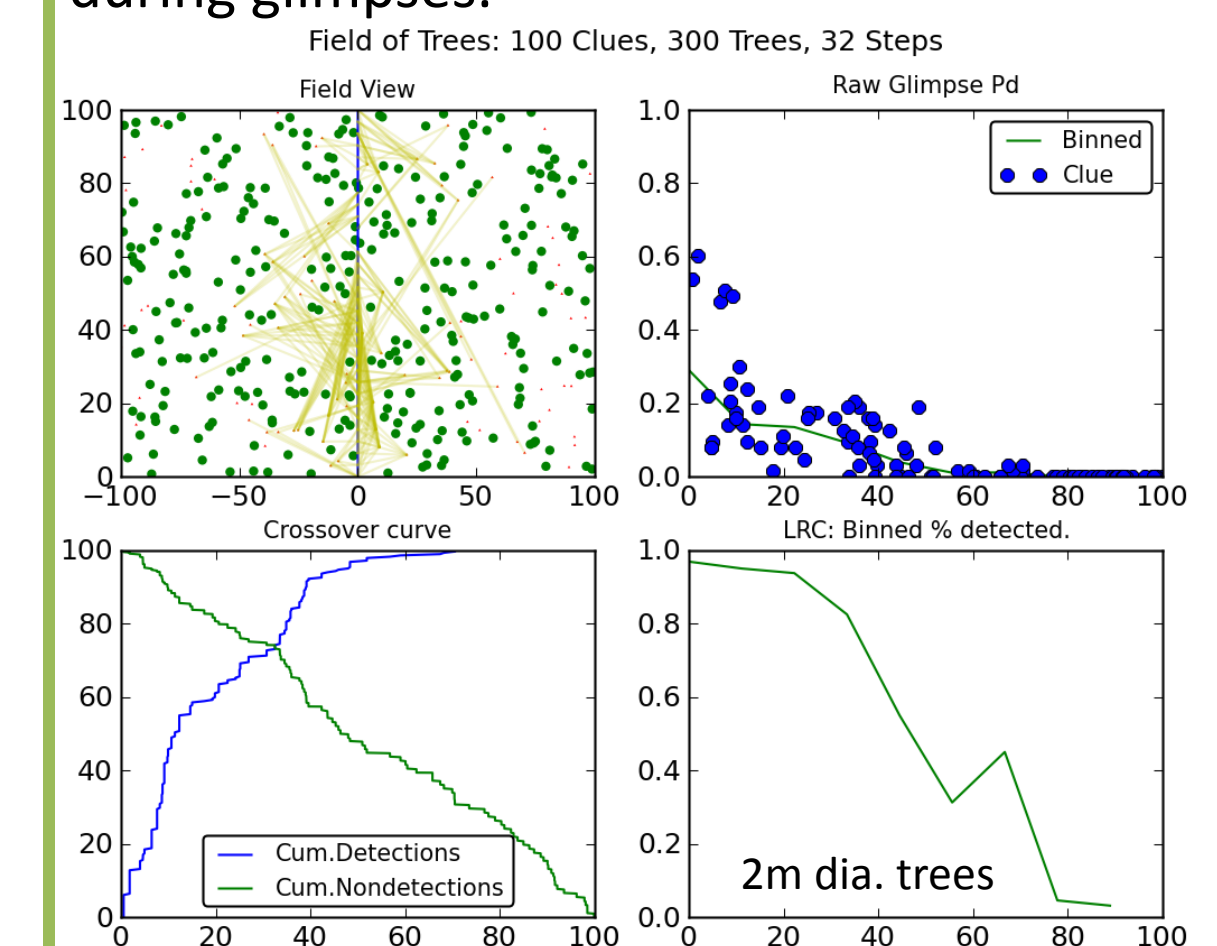 during glimpses.
Field of Trees: 100 Clues, 300 Trees, 32 Steps
Field View
100
80
60
40
20
0
−100 −50 0 50 100
Raw Glimpse Pd
1.0
0.8
0.6
0.4
0.2
0.0
0 20 40 60 80 100
Binned
Clue
Crossover curve
100
80
60
40
20
0
0 20 40 60 80 100
Cum.Detections
Cum.Nondetections
LRC: Binned % detected.
1.0
0.8
0.6
0.4
0.2
0.0
0 20 40 60 80 100
2m dia. trees